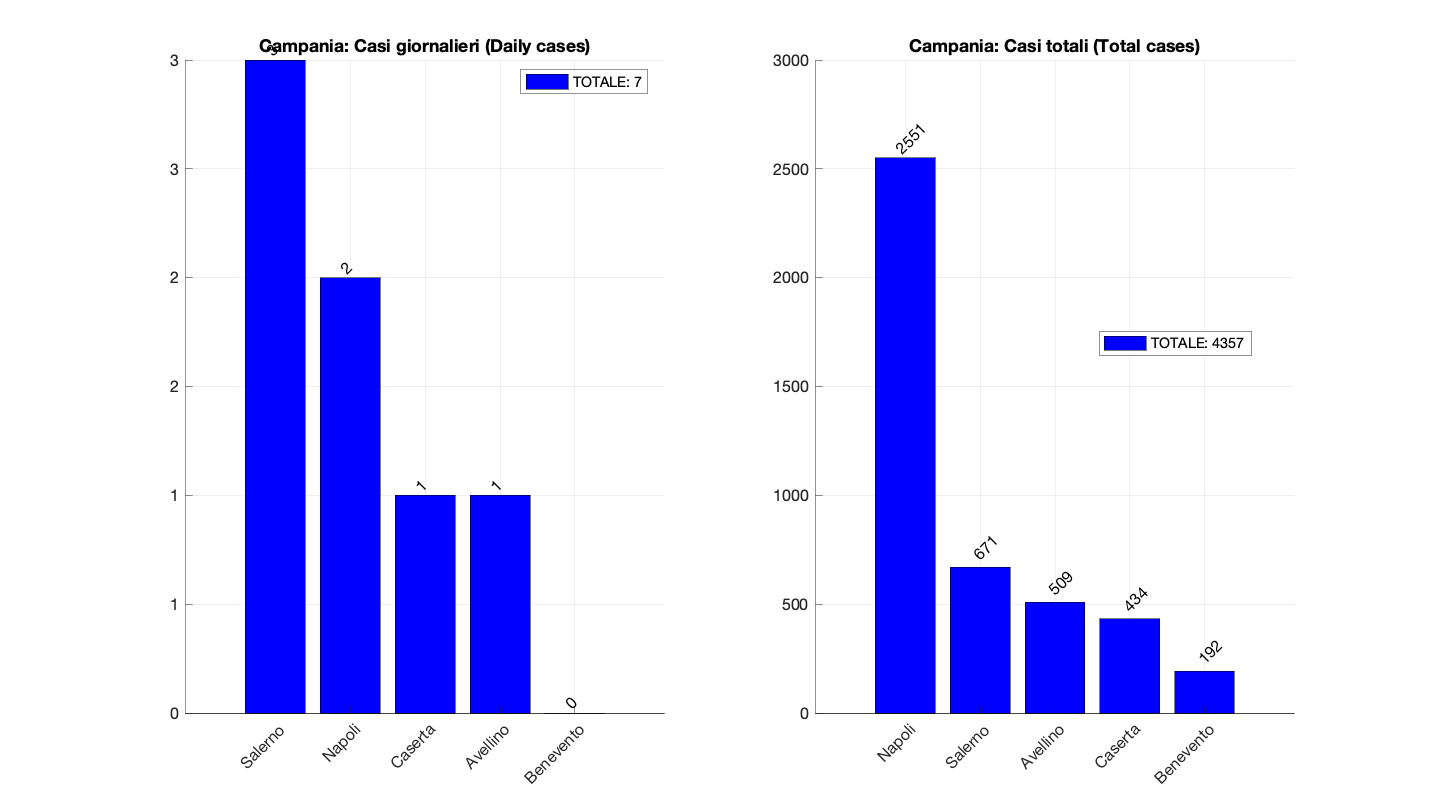 Campania: Casi giornalieri (Daily cases)
3
TOTALE: 7
3
3
2
2
2
1
1
1
1
0
0
Salerno
Napoli
Caserta
Avellino
Benevento
Campania: Casi totali (Total cases)
3000
2551
2500
2000
TOTALE: 4357
1500
1000
671
509
434
500
192
0
Napoli
Salerno
Avellino
Caserta
Benevento